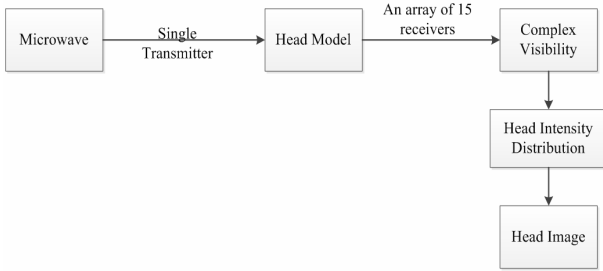 Microwave
Single
Transmitter
Head Model
An array of 15
receivers
Complex
Visibility
Head Intensity
Distribution
Head Image